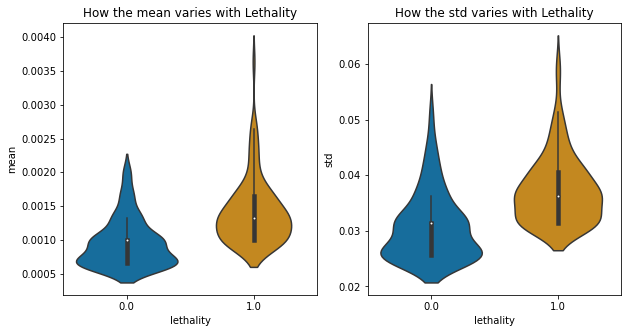 How the mean varies with Lethality
How the std varies with Lethality
0.0040
0.0035
0.0030
0.0025
0.0020
0.0015
0.0010
0.0005
mean
0.0
1.0
lethality
0.06
0.05
0.04
0.03
0.02
std
0.0
1.0
lethality